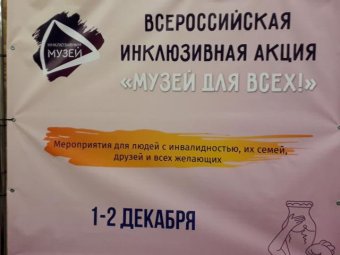 ВСЕРОССИЙСКАЯ
ИНКЛЮЗИВНАЯ АКЦИЯ
«МУЗЕЙ ДЛЯ ВСЕХ!»
ИНКЛЮЗИВНЫЙ
МУЗЕЙ
Мероприятия для людей с инвалидностью, их семей,
друзей и всех желающих
1-2 ДЕКАБРЯ